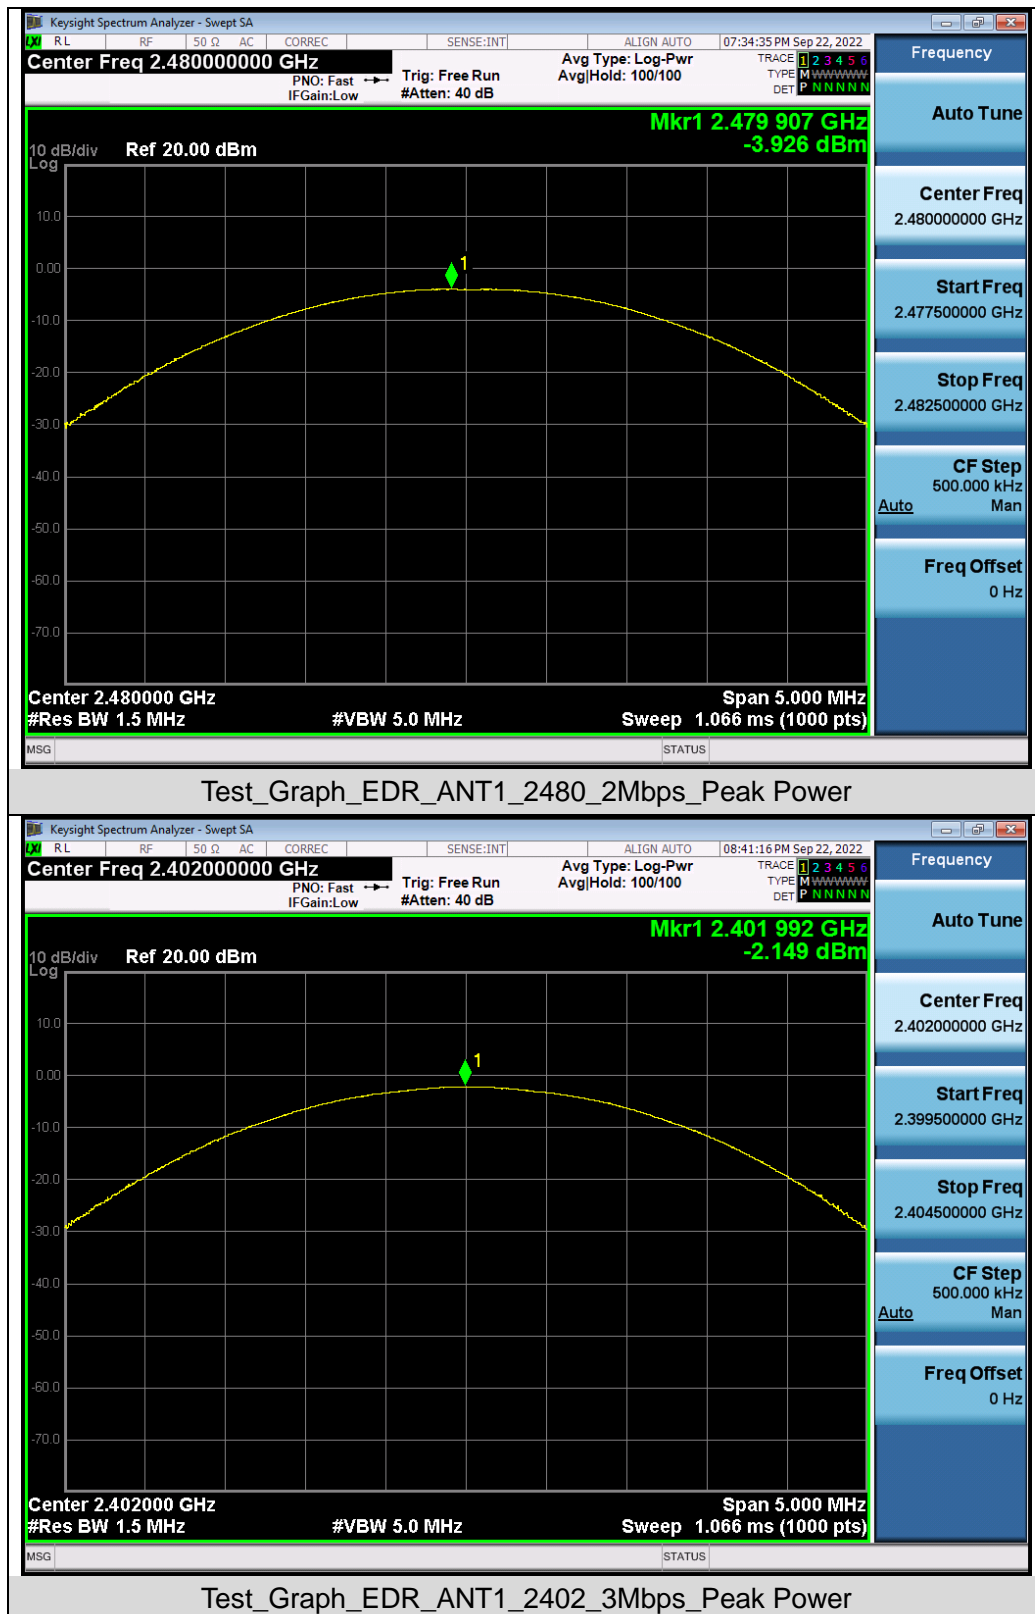 Keysight Spectrum Analyzer - Swept SA
LXI RL RF 50 Ω AC CORREC SENSE:INT ALIGN AUTO 07:34:35 PM Sep 22, 2022
Center Freq 2.480000000 GHz
PNO: Fast
IFGain:Low
Trig: Free Run
#Atten: 40 dB
Avg Type: Log-Pwr
Avg|Hold: 100/100
TRACE 1 2 3 4 5 6
TYPE M W W W W W
DET P N N N N N
Frequency
Mkr1 2.479 907 GHz
-3.926 dBm
10 dB/div Ref 20.00 dBm
Log
10.0
0.00
-10.0
-20.0
-30.0
-40.0
-50.0
-60.0
-70.0
1
Auto Tune
Center Freq
2.480000000 GHz
Start Freq
2.477500000 GHz
Stop Freq
2.482500000 GHz
CF Step
500.000 kHz
Auto Man
Freq Offset
0 Hz
Center 2.480000 GHz Span 5.000 MHz
#Res BW 1.5 MHz #VBW 5.0 MHz Sweep 1.066 ms (1000 pts)
MSG STATUS
Test_Graph_EDR_ANT1_2480_2Mbps_Peak Power
Keysight Spectrum Analyzer - Swept SA
LXI RL RF 50 Ω AC CORREC SENSE:INT ALIGN AUTO 08:41:16 PM Sep 22, 2022
Center Freq 2.402000000 GHz
PNO: Fast
IFGain:Low
Trig: Free Run
#Atten: 40 dB
Avg Type: Log-Pwr
Avg|Hold: 100/100
TRACE 1 2 3 4 5 6
TYPE M W W W W W
DET P N N N N N
Frequency
Mkr1 2.401 992 GHz
-2.149 dBm
10 dB/div Ref 20.00 dBm
Log
10.0
0.00
-10.0
-20.0
-30.0
-40.0
-50.0
-60.0
-70.0
1
Auto Tune
Center Freq
2.402000000 GHz
Start Freq
2.399500000 GHz
Stop Freq
2.404500000 GHz
CF Step
500.000 kHz
Auto Man
Freq Offset
0 Hz
Center 2.402000 GHz Span 5.000 MHz
#Res BW 1.5 MHz #VBW 5.0 MHz Sweep 1.066 ms (1000 pts)
MSG STATUS
Test_Graph_EDR_ANT1_2402_3Mbps_Peak Power